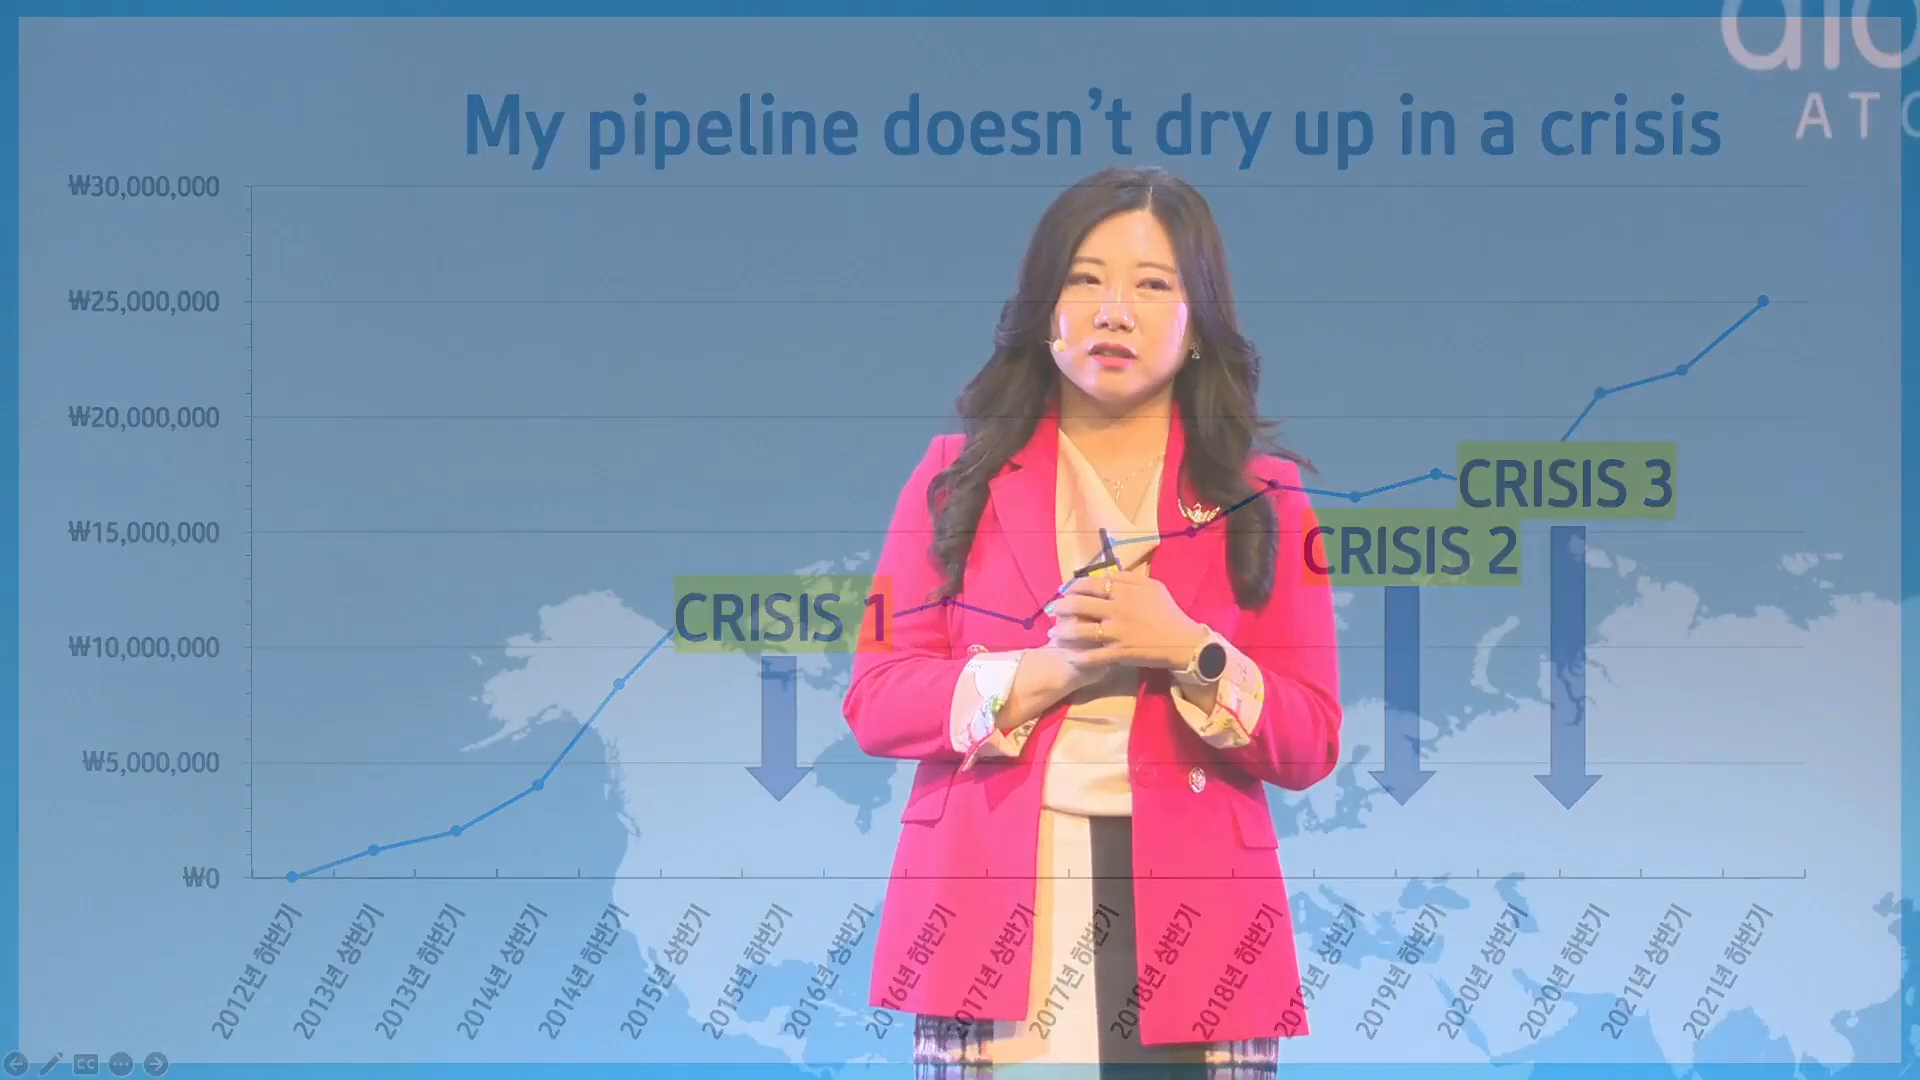 A T
My pipeline doesn’t dry up in a crisis
₩30,000,000
₩25,000,000
₩20,000,000
₩15,000,000
₩10,000,000
₩5,000,000
₩0
CRISIS 1
CRISIS 2
CRISIS 3
2012년 하반기
2013년 상반기
2013년 하반기
2014년 상반기
2014년 하반기
2015년 상반기
2015년 하반기
2016년 상반기
2016년 하반기
2017년 상반기
2017년 하반기
2018년 상반기
2018년 하반기
2019년 상반기
2019년 하반기
2020년 상반기
2020년 하반기
2021년 상반기
2021년 하반기
CC